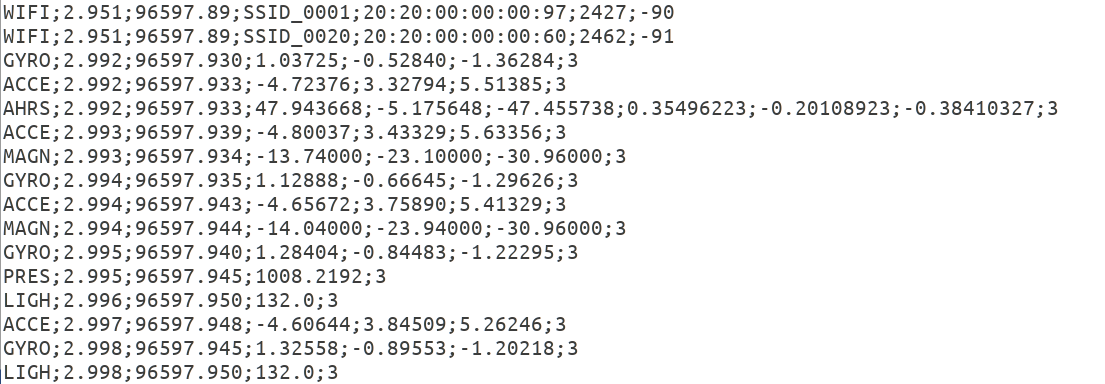 WIFI;2.951;96597.89;SSID_0001;20:20:00:00:00:97;2427;-90
WIFI;2.951;96597.89;SSID_0020;20:20:00:00:00:60;2462;-91
GYRO;2.992;96597.930;1.03725;-0.52840;-1.36284;3
ACCE;2.992;96597.933;-4.72376;3.32794;5.51385;3
AHRS;2.992;96597.933;47.943668;-5.175648;-47.455738;0.35496223;-0.20108923;-0.38410327;3
ACCE;2.993;96597.939;-4.80037;3.43329;5.63356;3
MAGN;2.993;96597.934;-13.74000;-23.10000;-30.96000;3
GYRO;2.994;96597.935;1.12888;-0.66645;-1.29626;3
ACCE;2.994;96597.943;-4.65672;3.75890;5.41329;3
MAGN;2.994;96597.944;-14.04000;-23.94000;-30.96000;3
GYRO;2.995;96597.940;1.28404;-0.84483;-1.22295;3
PRES;2.995;96597.945;1008.2192;3
LIGH;2.996;96597.950;132.0;3
ACCE;2.997;96597.948;-4.60644;3.84509;5.26246;3
GYRO;2.998;96597.945;1.32558;-0.89553;-1.20218;3
LIGH;2.998;96597.950;132.0;3